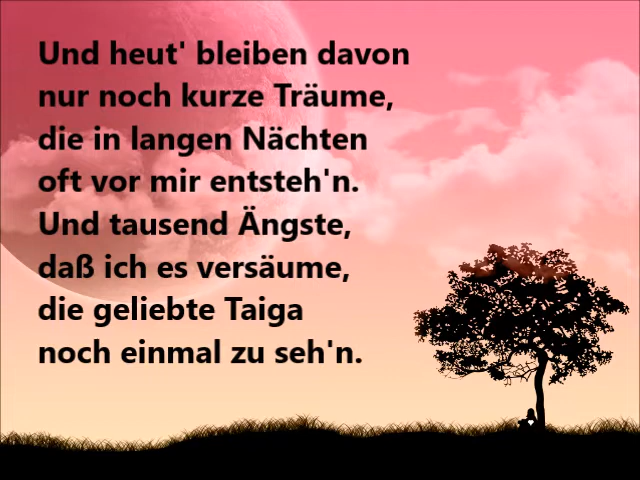 Und heut' bleiben davon
nur noch kurze Träume,
die in langen Nächten
oft vor mir entsteh'n.
Und tausend Ängste,
daß ich es versäume,
die geliebte Taiga
noch einmal zu seh'n.